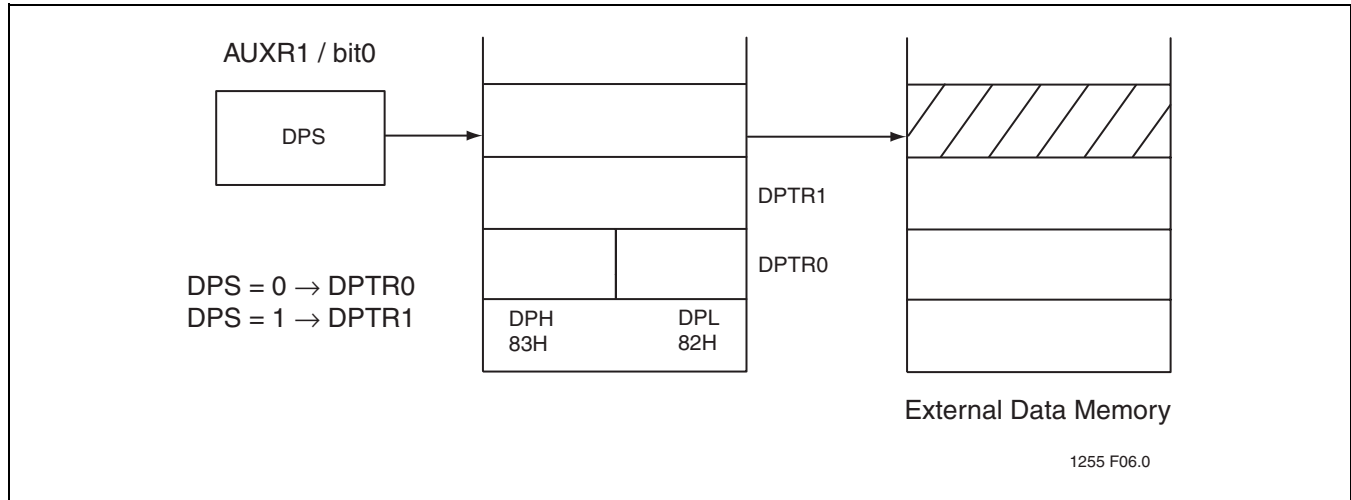 AUXR1 / bit0
DPS
DPTR1
DPTR0
DPS = 0 → DPTR0
DPS = 1 → DPTR1
DPH
83H
DPL
82H
External Data Memory
1255 F06.0